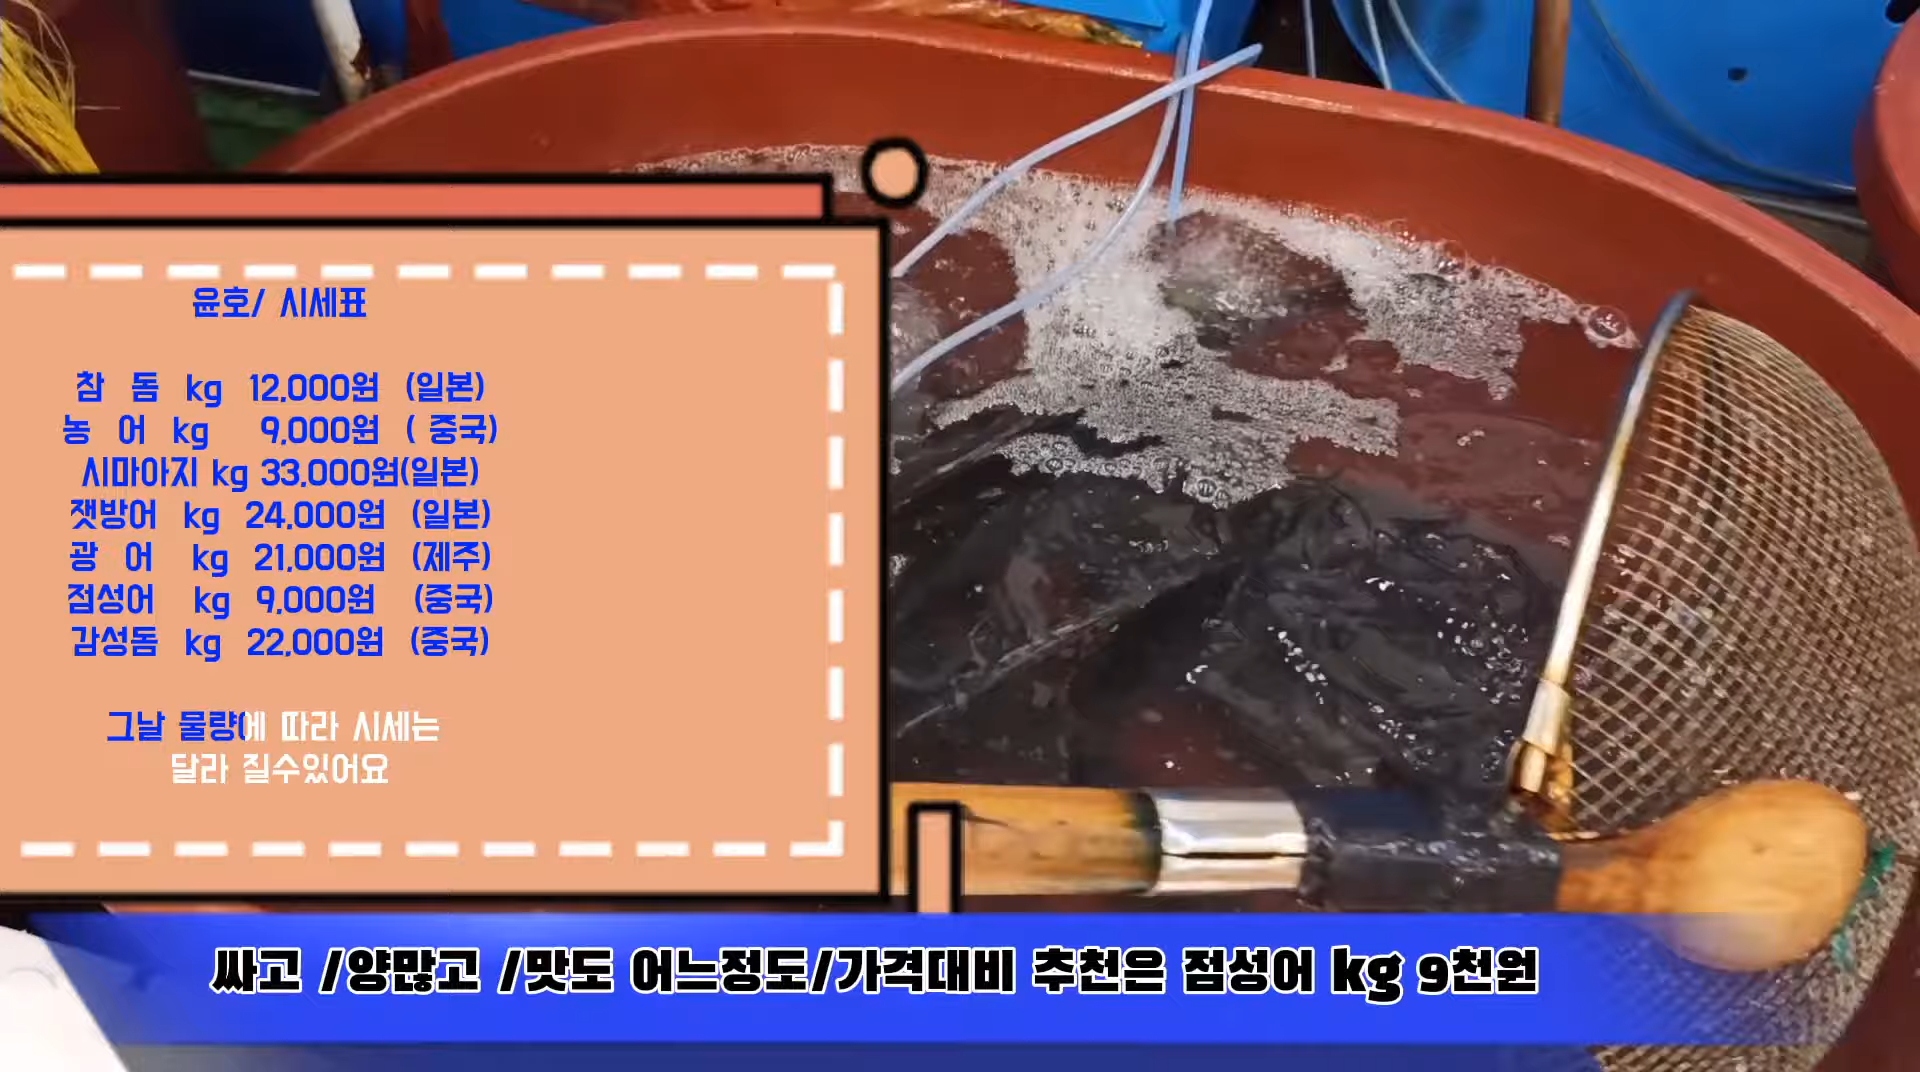 윤호/ 시세표
참 돔 kg 12,000원 (일본)
농 어 kg 9,000원 ( 중국)
시마아지 kg 33,000원(일본)
잿방어 kg 24,000원 (일본)
광 어 kg 21,000원 (제주)
점성어 kg 9,000원 (중국)
감성돔 kg 22,000원 (중국)
그날 물량에 따라 시세는
달라 질수있어요
싸고 /양많고 /맛도 어느정도/가격대비 추천은 점성어 kg 9천원